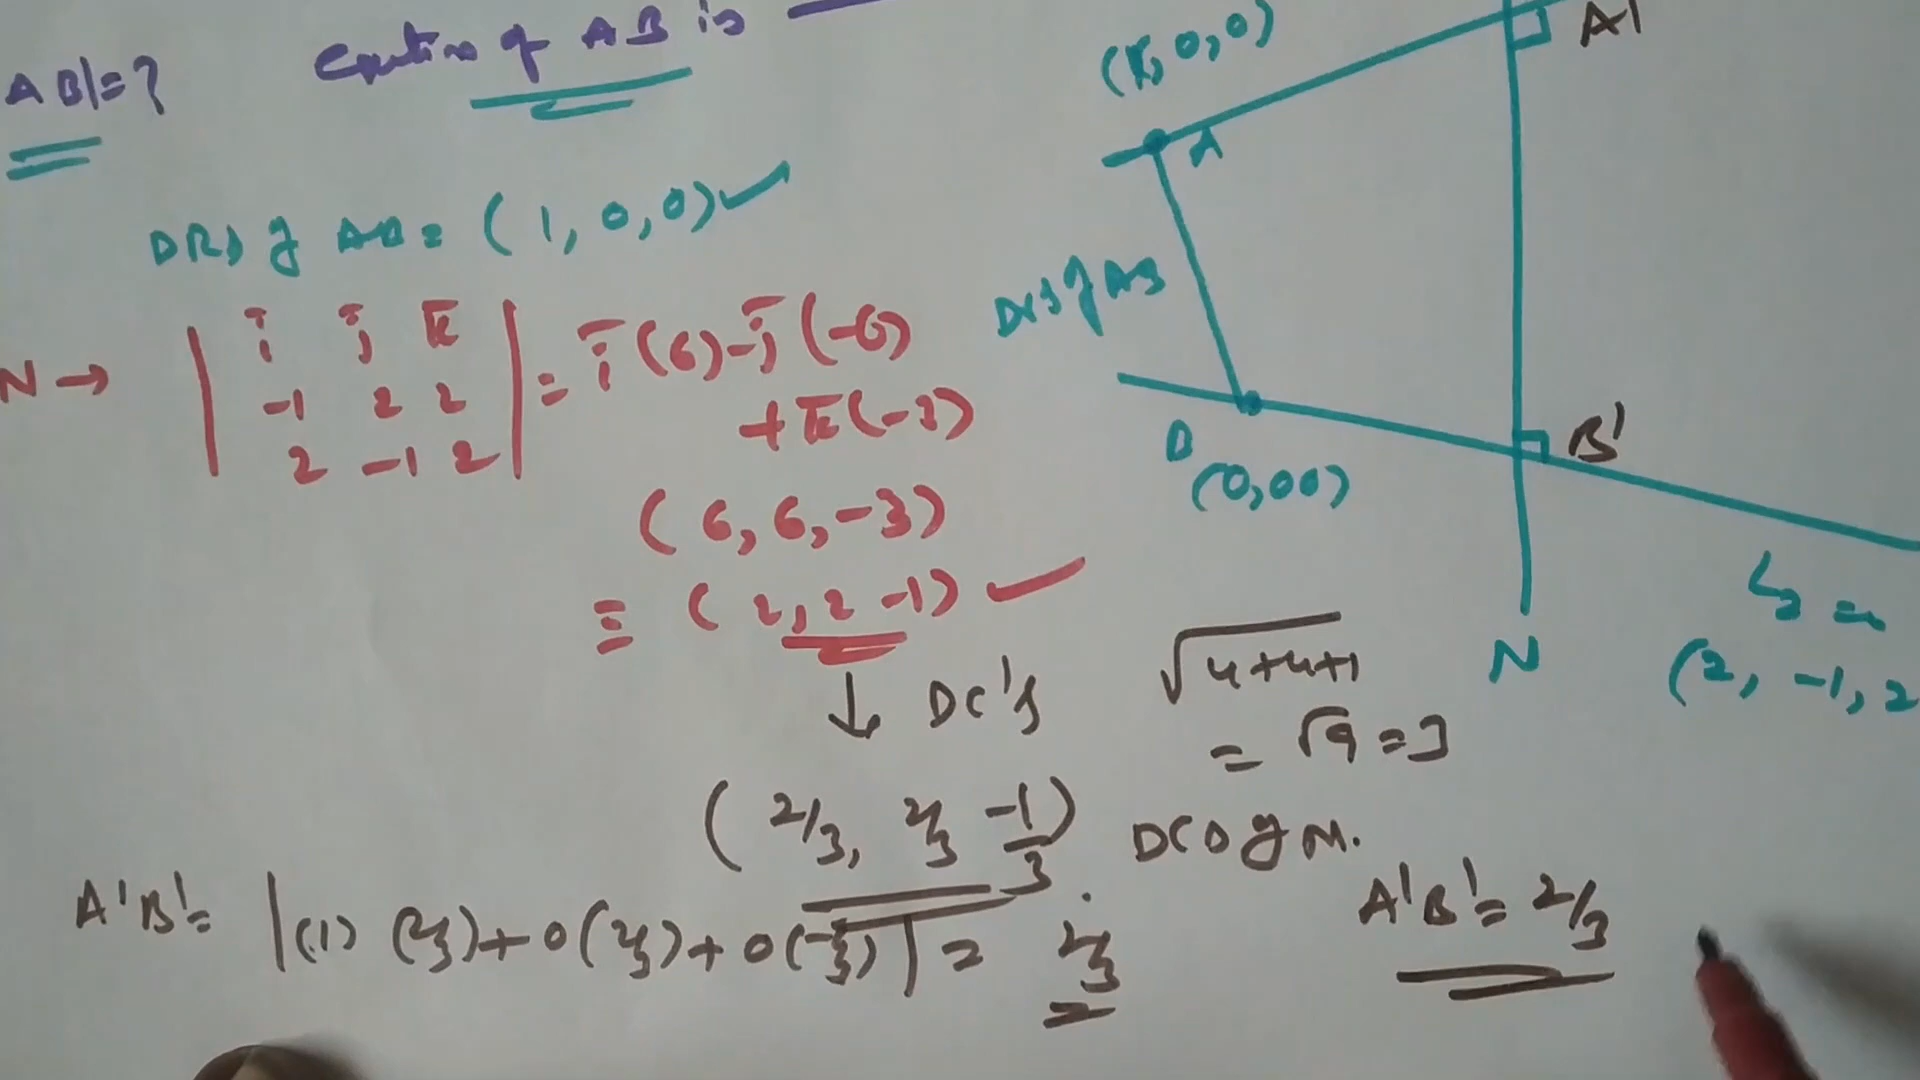 AB|=? Equation of AB is
DRs of AB = (1, 0, 0)
N → | i j k | = i(6)-j(-6)
-1 2 2
+k(-3)
2 -1 2
(6, 6, -3)
≡ (2, 2 -1)
↓ DC's
√4+4+1
= √9 = 3
(2/3, 2/3 -1/3) DCs of N.
A'B'= |(1) (2/3)+0(2/3)+0(-1/3)| = 2/3
A'B'= 2/3
(1, 0, 0)
A'
A
DRs of AB
B
(0,00)
B'
N
L2 =
(2, -1, 2